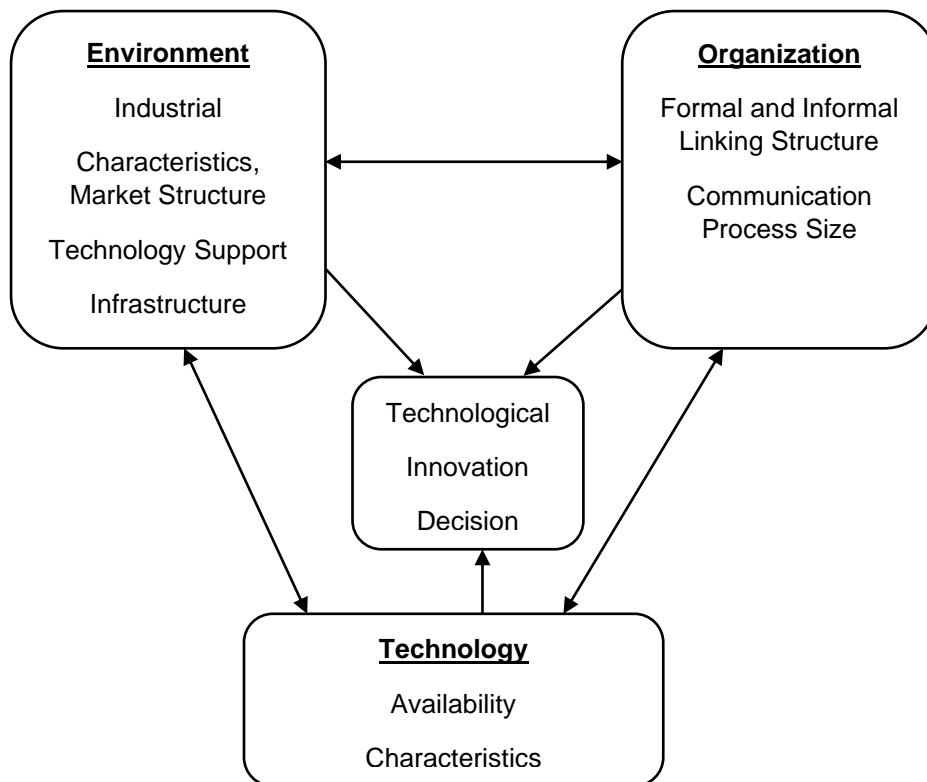 Environment
Industrial
Characteristics,
Market Structure
Technology Support
Infrastructure
Organization
Formal and Informal
Linking Structure
Communication
Process Size
Technological
Innovation
Decision
Technology
Availability
Characteristics